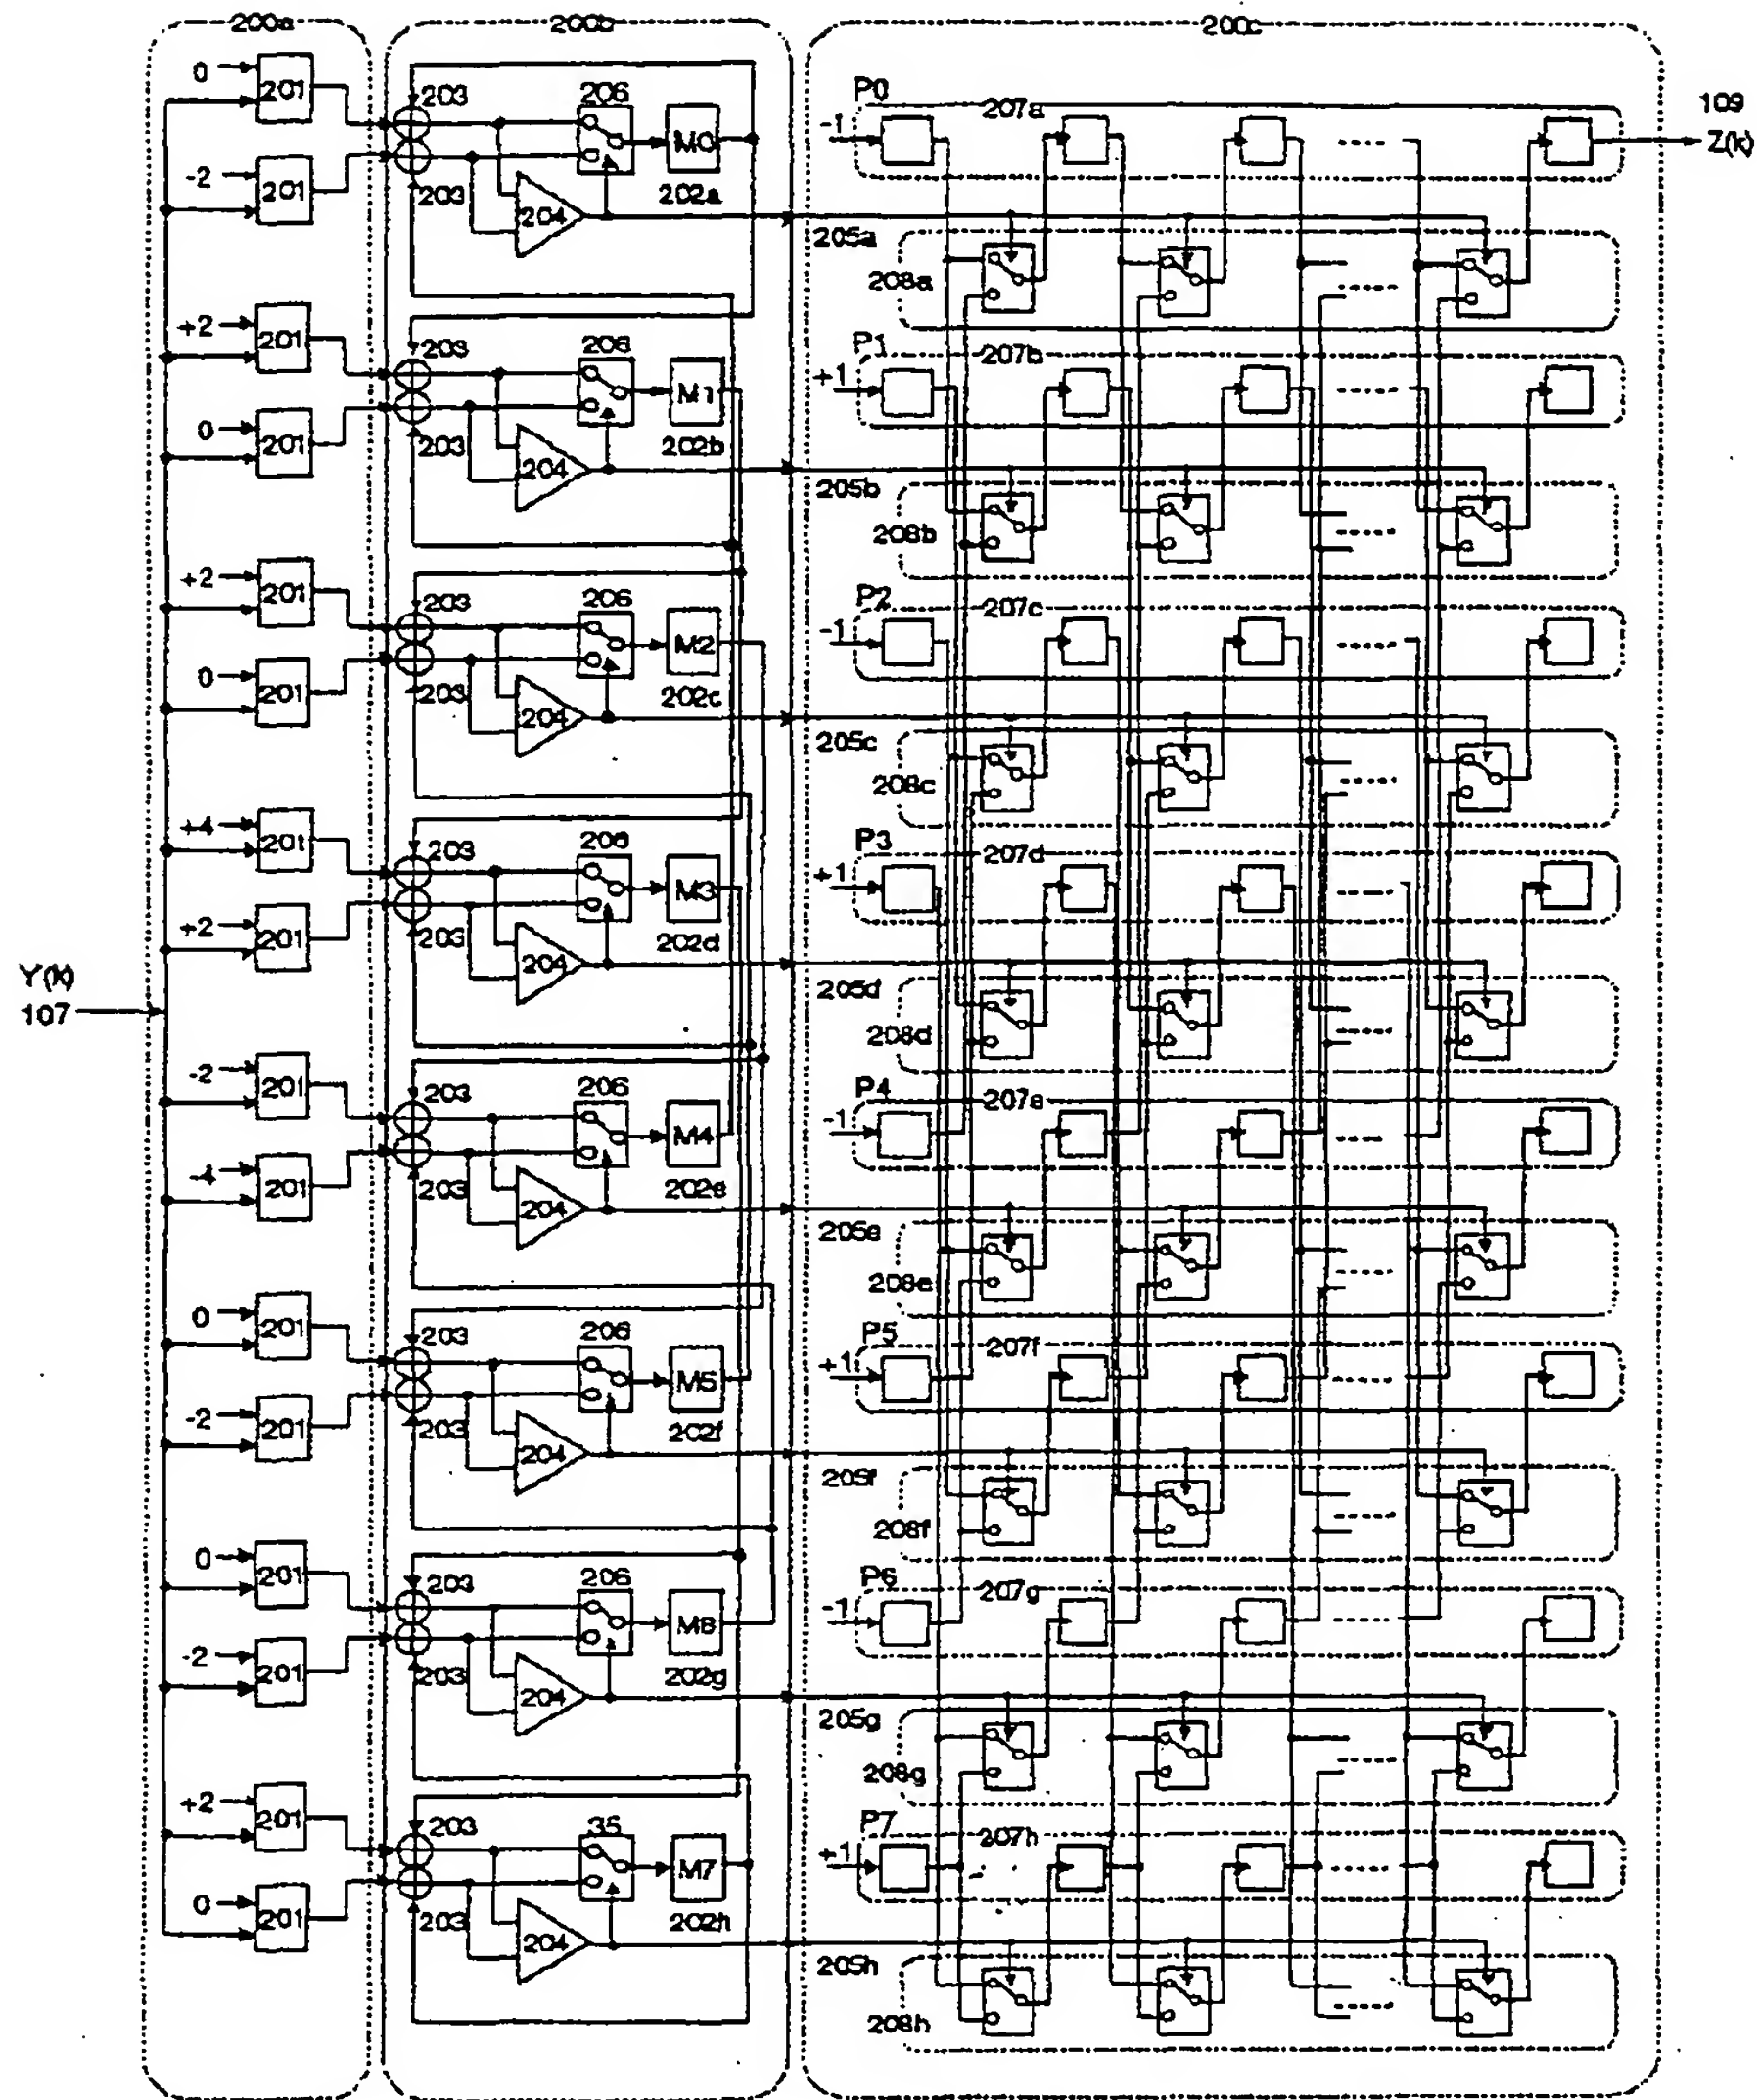 200a 200b 200c
0 201 203 206 M0 202a P0 207a 109
-1 Z(k)
-2 201 203 204 205a 208a
+2 201 203 206 M1 202b P1 207b
+1
0 201 203 204 205b 208b
+2 201 203 206 M2 202c P2 207c
-1
0 201 203 204 205c 208c
+4 201 203 206 M3 202d P3 207d
+1
+2 201 203 204 205d 208d
Y(k)
107
-2 201 203 206 M4 202e P4 207e
-1
-4 201 203 204 205e 208e
0 201 203 206 M5 202f P5 207f
+1
-2 201 203 204 205f 208f
0 201 203 206 M6 202g P6 207g
-1
-2 201 203 204 205g 208g
+2 201 203 35 M7 202h P7 207h
+1
0 201 203 204 205h 208h